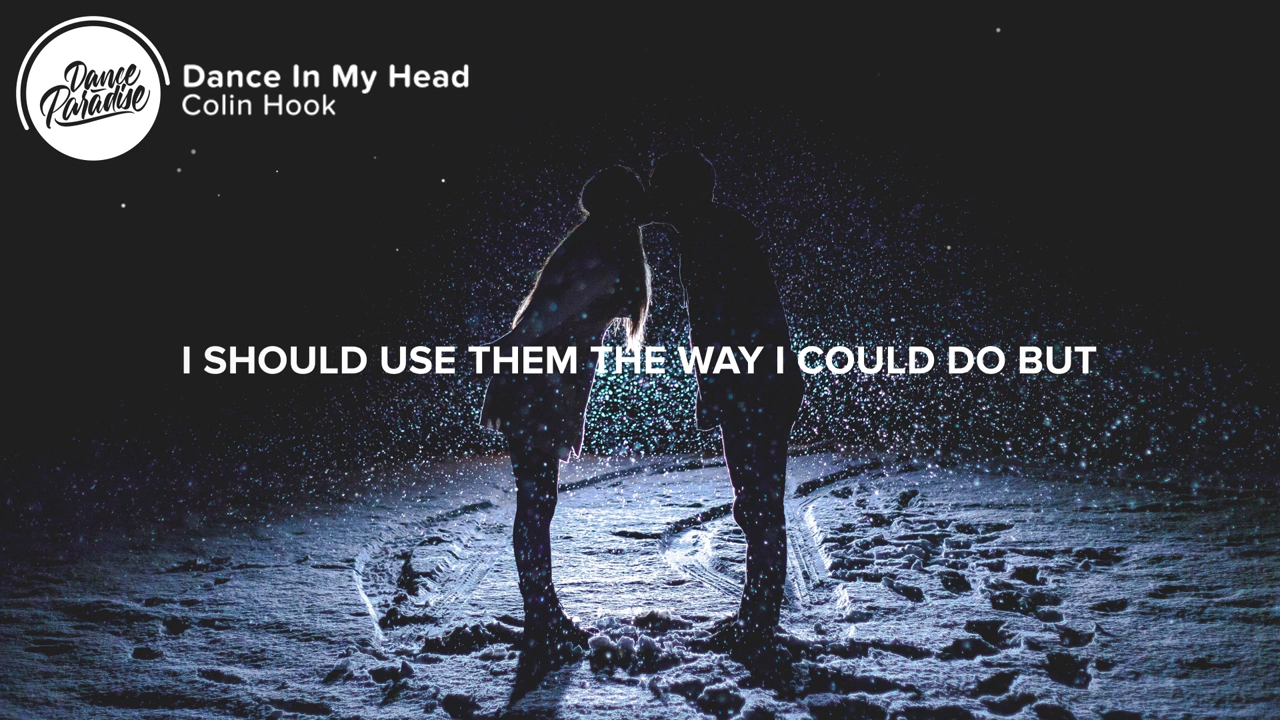 Dance
Paradise
Dance In My Head
Colin Hook
I SHOULD USE THEM THE WAY I COULD DO BUT